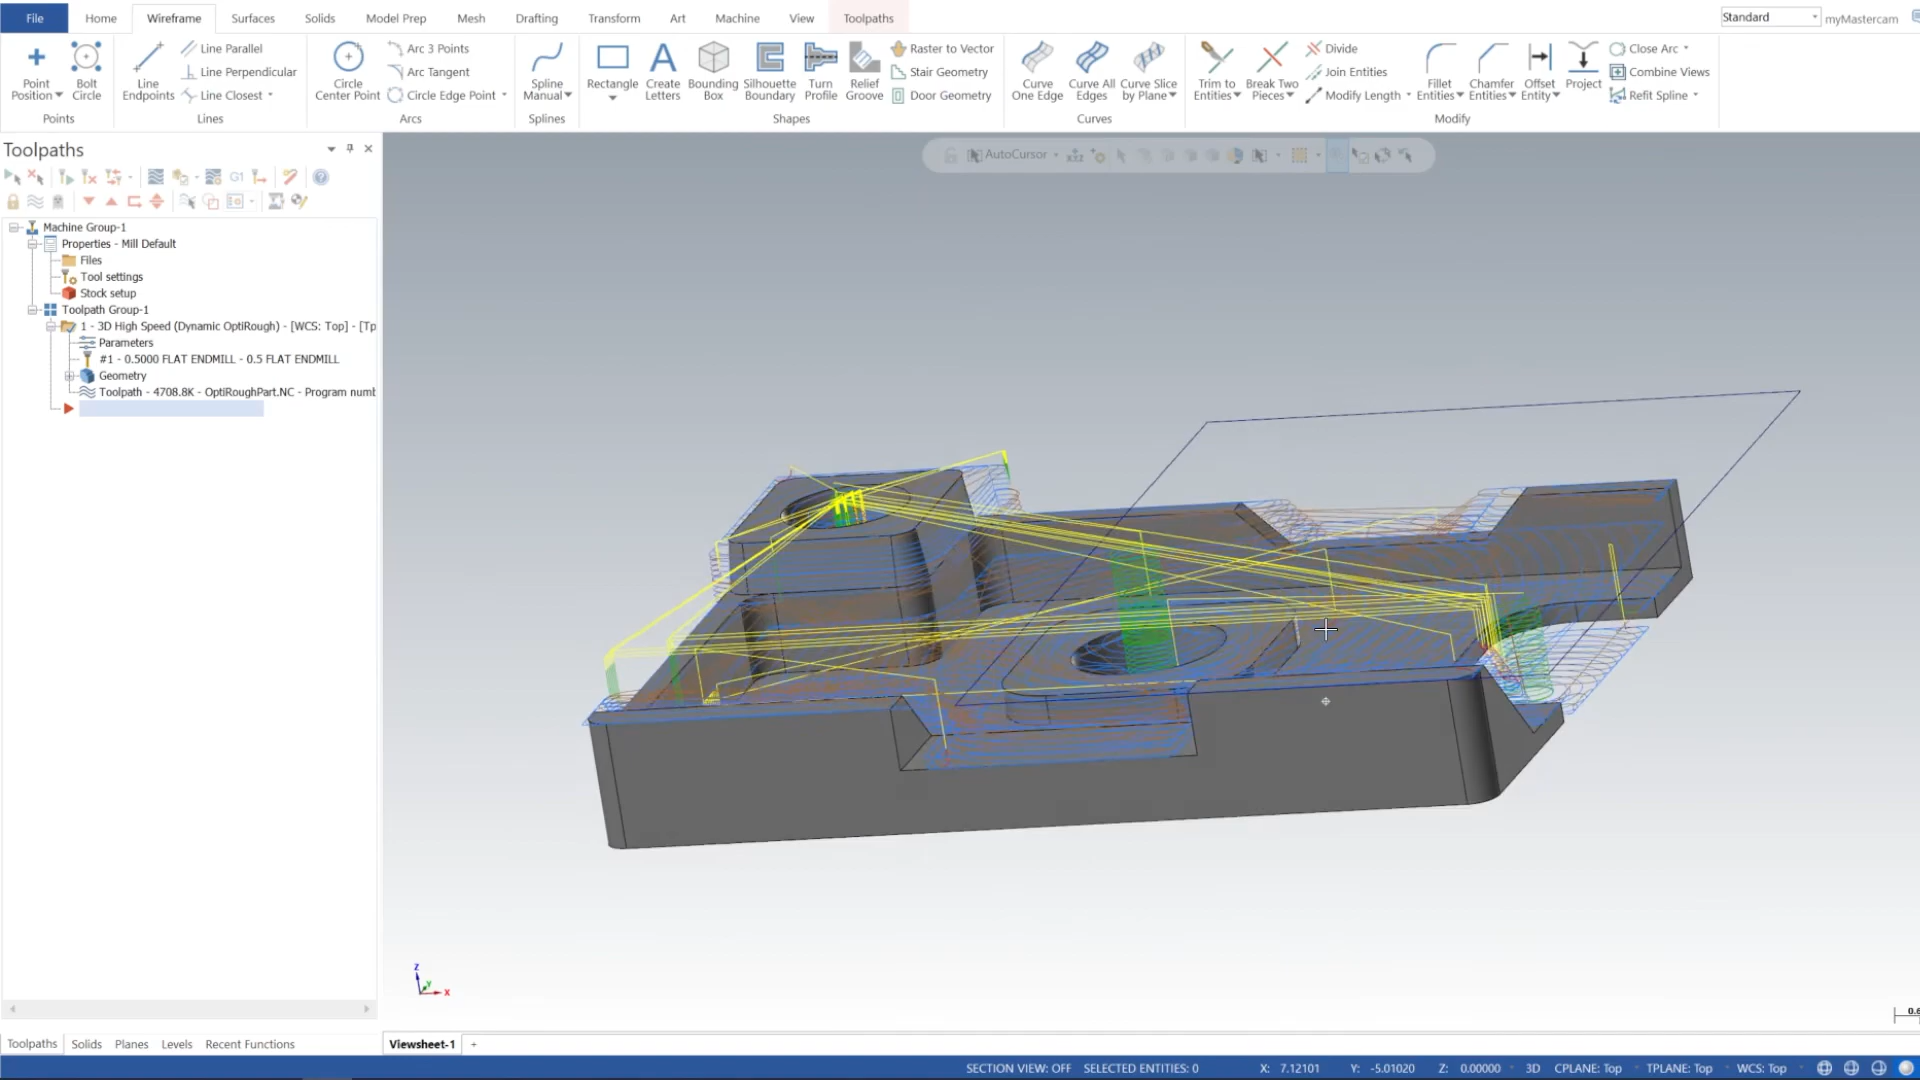 File Home Wireframe Surfaces Solids Model Prep Mesh Drafting Transform Art Machine View Toolpaths Standard myMastercam
Point Position
Bolt Circle
Points
Line Endpoints
Line Parallel
Line Perpendicular
Line Closest
Lines
Circle Center Point
Arc 3 Points
Arc Tangent
Circle Edge Point
Arcs
Spline Manual
Splines
Rectangle
Create Letters
Bounding Box
Silhouette Boundary
Turn Profile
Relief Groove
Raster to Vector
Stair Geometry
Door Geometry
Shapes
Curve One Edge
Curve All Edges
Curve Slice by Plane
Curves
Trim to Entities
Break Two Pieces
Divide
Join Entities
Modify Length
Fillet Entities
Chamfer Entities
Offset Entity
Project
Close Arc
Combine Views
Refit Spline
Modify
Toolpaths
G1
AutoCursor
Machine Group-1
Properties - Mill Default
Files
Tool settings
Stock setup
Toolpath Group-1
1 - 3D High Speed (Dynamic OptiRough) - [WCS: Top] - [Tp
Parameters
#1 - 0.5000 FLAT ENDMILL - 0.5 FLAT ENDMILL
Geometry
Toolpath - 4708.8K - OptiRoughPart.NC - Program numb
Z
Y
X
Toolpaths Solids Planes Levels Recent Functions
Viewsheet-1 +
SECTION VIEW: OFF SELECTED ENTITIES: 0 X: 7.12101 Y: -5.01020 Z: 0.00000 3D CPLANE: Top TPLANE: Top WCS: Top